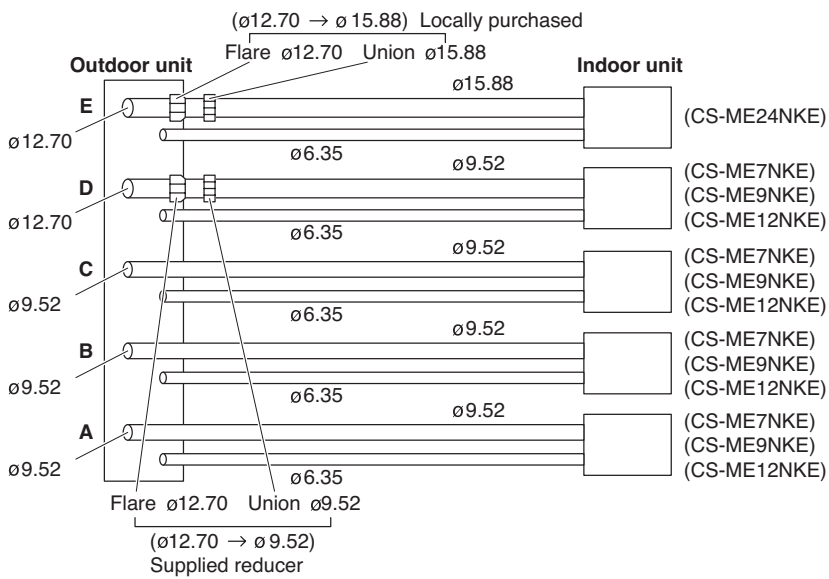 (ø12.70 → ø 15.88) Locally purchased
Flare ø12.70 Union ø15.88
Outdoor unit
Indoor unit
ø15.88
E
(CS-ME24NKE)
ø12.70
ø6.35
ø9.52
(CS-ME7NKE)
D
(CS-ME9NKE)
ø12.70
(CS-ME12NKE)
ø6.35
ø9.52
(CS-ME7NKE)
C
(CS-ME9NKE)
ø9.52
(CS-ME12NKE)
ø6.35
ø9.52
(CS-ME7NKE)
B
(CS-ME9NKE)
ø9.52
(CS-ME12NKE)
ø6.35
ø9.52
(CS-ME7NKE)
A
(CS-ME9NKE)
ø9.52
(CS-ME12NKE)
ø6.35
Flare ø12.70 Union ø9.52
(ø12.70 → ø 9.52)
Supplied reducer